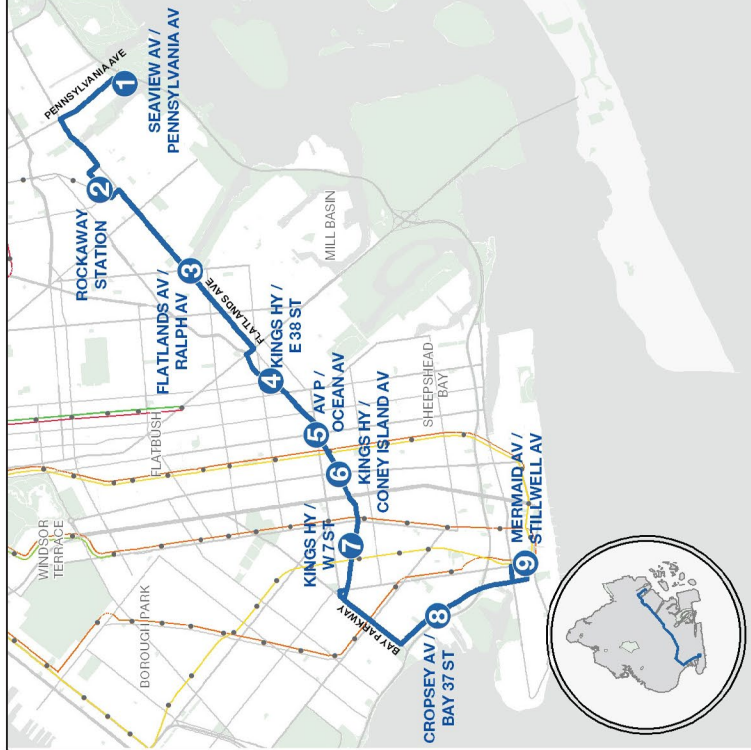 PENNSYLVANIA AVE
1
SEAVIEW AV /
PENNSYLVANIA AV
2
ROCKAWAY
STATION
3
FLATLANDS AV /
RALPH AV
FLATLANDS AVE
MILL BASIN
4
KINGS HY /
E 38 ST
5
AV P /
OCEAN AV
6
KINGS HY /
CONEY ISLAND AV
FLATBUSH
SHEEPSHEAD
BAY
WINDSOR
TERRACE
7
KINGS HY /
W 7 ST
BOROUGH PARK
BAY PARKWAY
8
CROPSEY AV /
BAY 37 ST
9
MERMAID AV /
STILLWELL AV